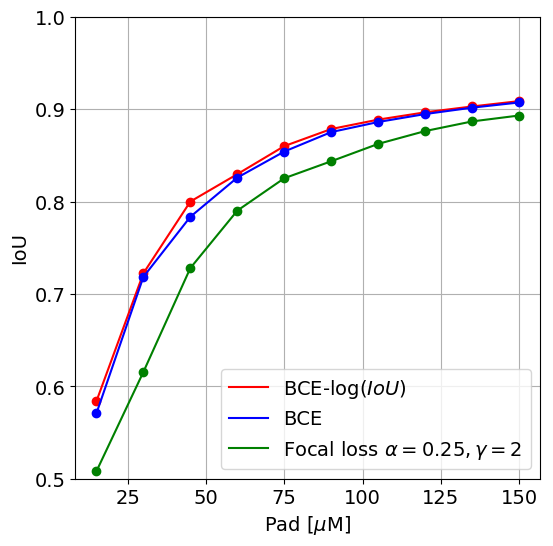 1.0
0.9
0.8
0.7
0.6
0.5
IoU
25
50
75
100
125
150
Pad [μM]
BCE-log(IoU)
BCE
Focal loss α = 0.25, γ = 2